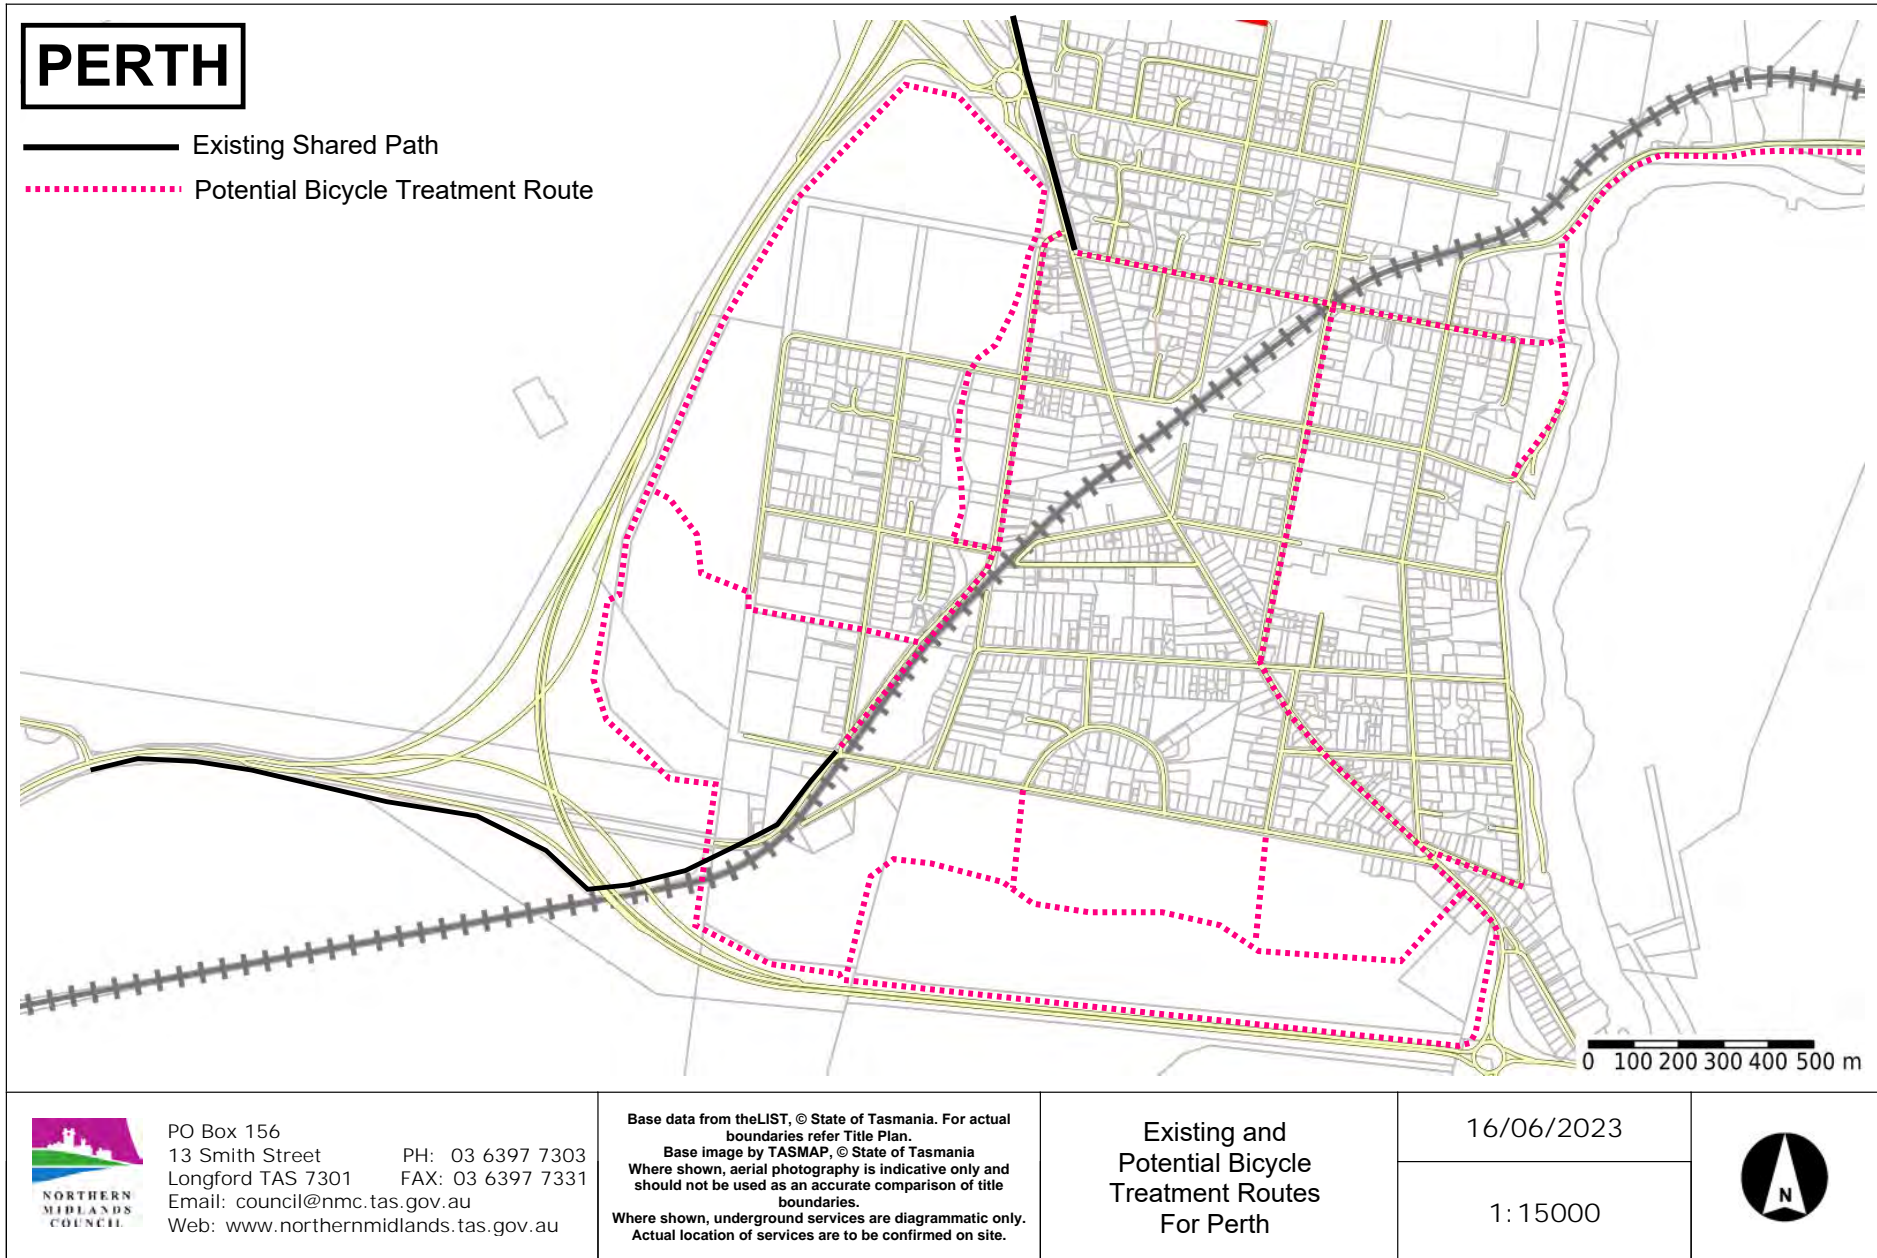 PERTH
Existing Shared Path
Potential Bicycle Treatment Route
0 100 200 300 400 500 m
NORTHERN
MIDLANDS
COUNCIL
PO Box 156
13 Smith Street PH: 03 6397 7303
Longford TAS 7301 FAX: 03 6397 7331
Email: council@nmc.tas.gov.au
Web: www.northernmidlands.tas.gov.au
Base data from theLIST, © State of Tasmania. For actual
boundaries refer Title Plan.
Base image by TASMAP, © State of Tasmania
Where shown, aerial photography is indicative only and
should not be used as an accurate comparison of title
boundaries.
Where shown, underground services are diagrammatic only.
Actual location of services are to be confirmed on site.
Existing and
Potential Bicycle
Treatment Routes
For Perth
16/06/2023
1:15000
N